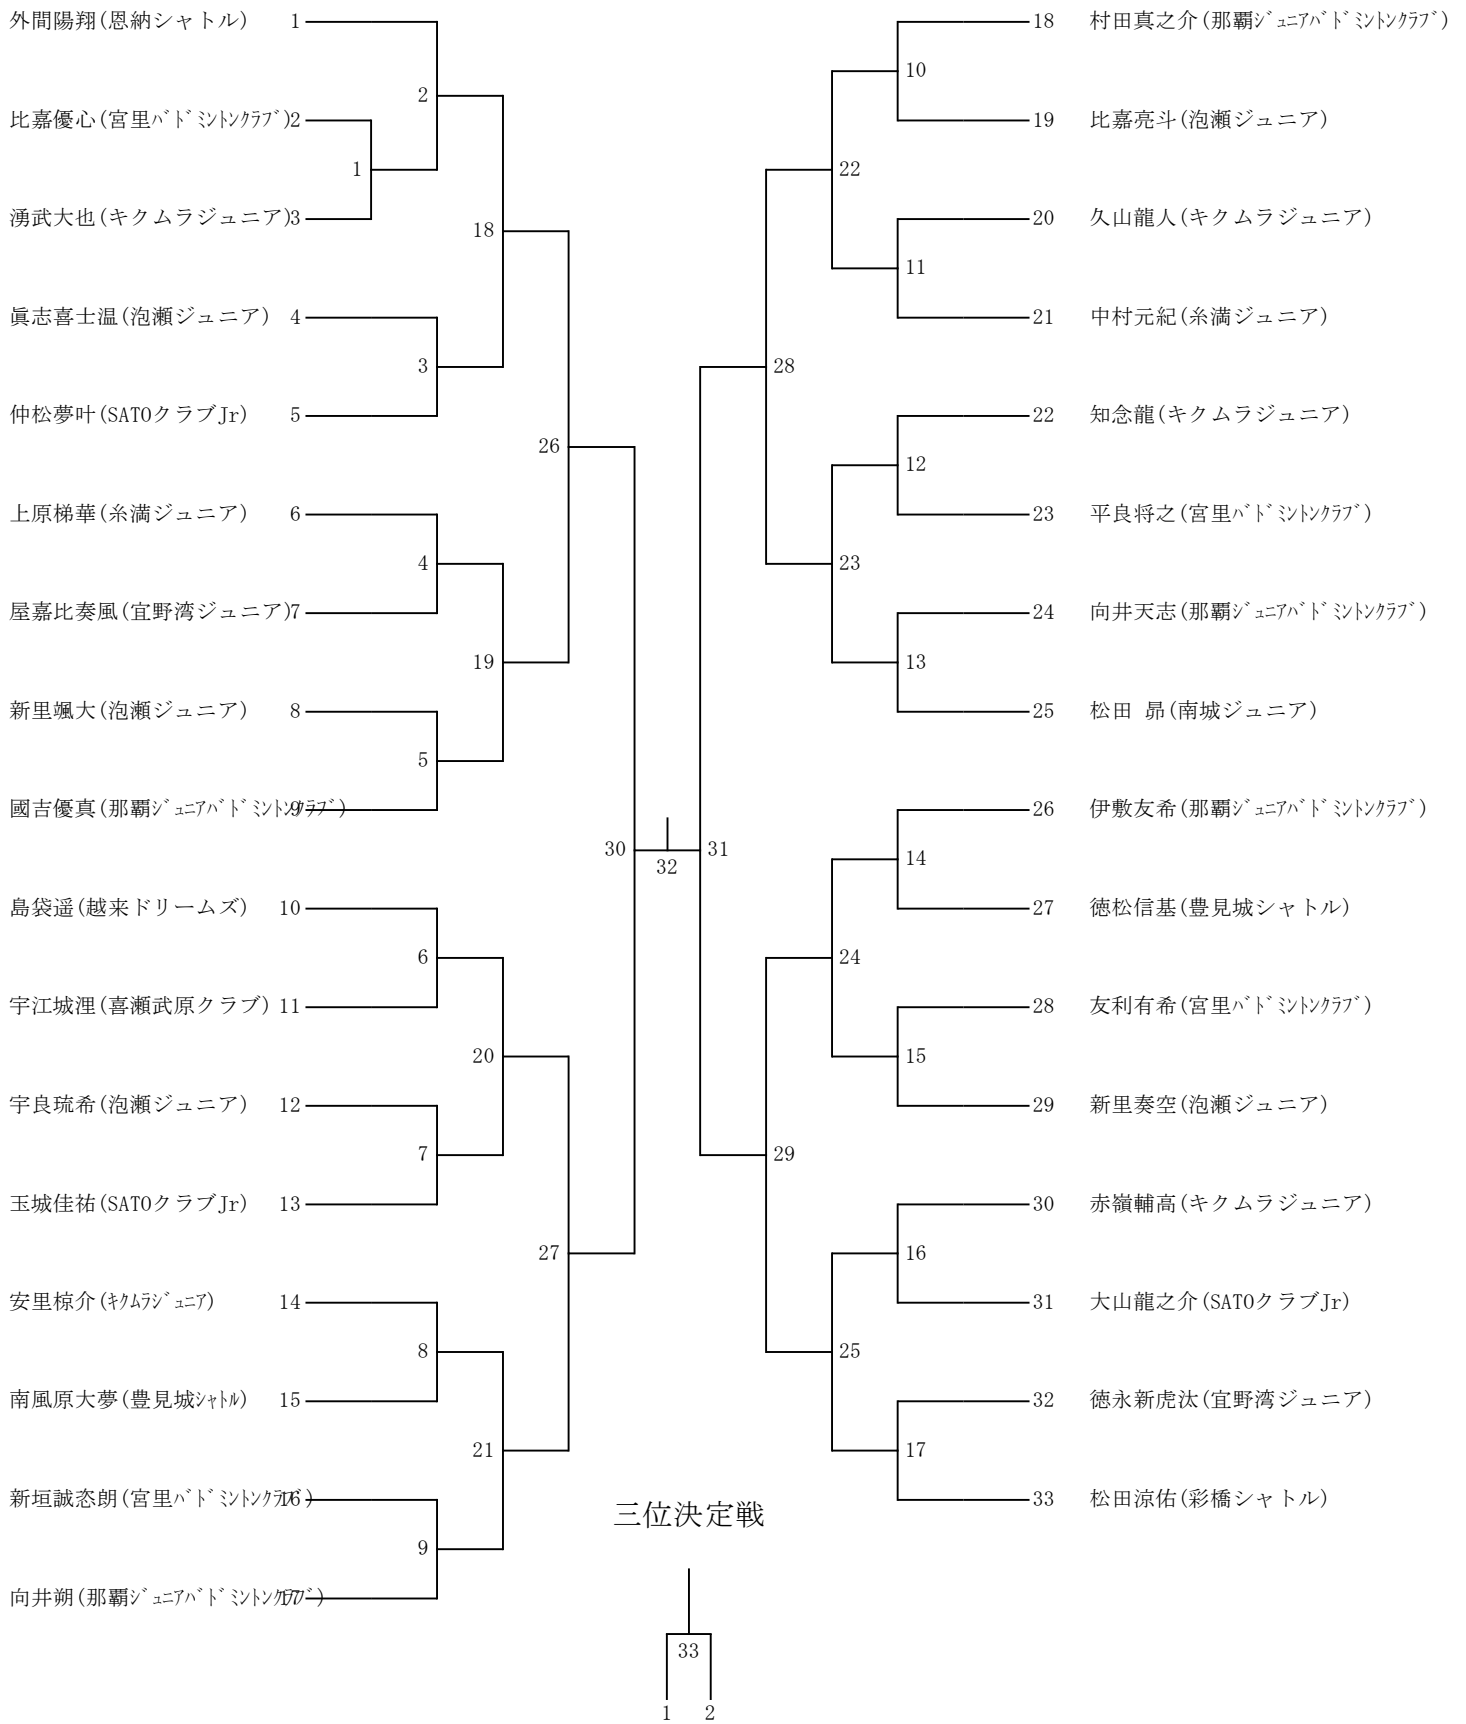 外間陽翔(恩納シャトル) 1
比嘉優心(宮里ﾊﾞﾄﾞﾐﾝﾄﾝｸﾗﾌﾞ)2
湧武大也(キクムラジュニア)3
眞志喜士温(泡瀬ジュニア) 4
仲松夢叶(SATOクラブJr) 5
上原梯華(糸満ジュニア) 6
屋嘉比奏風(宜野湾ジュニア)7
新里颯大(泡瀬ジュニア) 8
國吉優真(那覇ｼﾞｭﾆｱﾊﾞﾄﾞﾐﾝﾄﾝｸﾗﾌﾞ) 9
島袋遥(越来ドリームズ) 10
宇江城浬(喜瀬武原クラブ) 11
宇良琉希(泡瀬ジュニア) 12
玉城佳祐(SATOクラブJr) 13
安里椋介(ｷｸﾑﾗｼﾞｭﾆｱ) 14
南風原大夢(豊見城ｼｬﾄﾙ) 15
新垣誠恣朗(宮里ﾊﾞﾄﾞﾐﾝﾄﾝｸﾗﾌﾞ) 16
向井朔(那覇ｼﾞｭﾆｱﾊﾞﾄﾞﾐﾝﾄﾝｸﾗﾌﾞ) 17
1
2
3
4
5
6
7
8
9
18
19
20
21
26
27
30
32
31
28
29
22
23
24
25
10
11
12
13
14
15
16
17
18 村田真之介(那覇ｼﾞｭﾆｱﾊﾞﾄﾞﾐﾝﾄﾝｸﾗﾌﾞ)
19 比嘉亮斗(泡瀬ジュニア)
20 久山龍人(キクムラジュニア)
21 中村元紀(糸満ジュニア)
22 知念龍(キクムラジュニア)
23 平良将之(宮里ﾊﾞﾄﾞﾐﾝﾄﾝｸﾗﾌﾞ)
24 向井天志(那覇ｼﾞｭﾆｱﾊﾞﾄﾞﾐﾝﾄﾝｸﾗﾌﾞ)
25 松田 昴(南城ジュニア)
26 伊敷友希(那覇ｼﾞｭﾆｱﾊﾞﾄﾞﾐﾝﾄﾝｸﾗﾌﾞ)
27 徳松信基(豊見城シャトル)
28 友利有希(宮里ﾊﾞﾄﾞﾐﾝﾄﾝｸﾗﾌﾞ)
29 新里奏空(泡瀬ジュニア)
30 赤嶺輔高(キクムラジュニア)
31 大山龍之介(SATOクラブJr)
32 徳永新虎汰(宜野湾ジュニア)
33 松田涼佑(彩橋シャトル)
三位決定戦
33
1 2